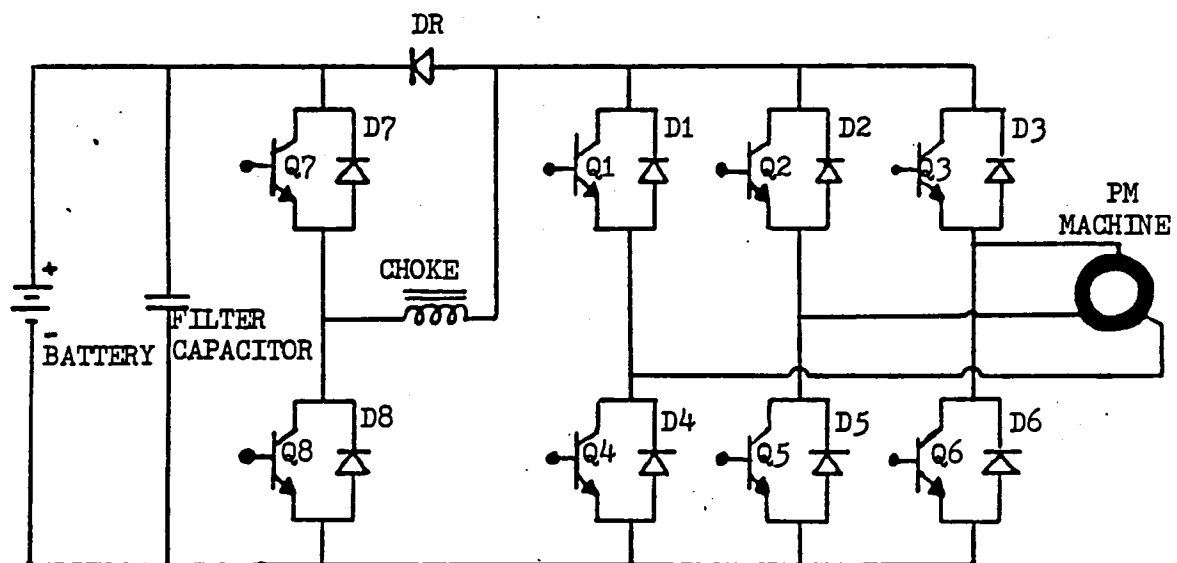 DR
D7
D1
D2
D3
Q7
Q1
Q2
Q3
PM
MACHINE
CHOKE
+
-
BATTERY
FILTER
CAPACITOR
D8
D4
D5
D6
Q8
Q4
Q5
Q6